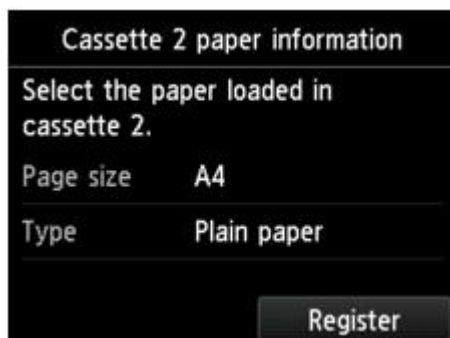 Cassette 2 paper information
Select the paper loaded in
cassette 2.
Page size A4
Type Plain paper
Register